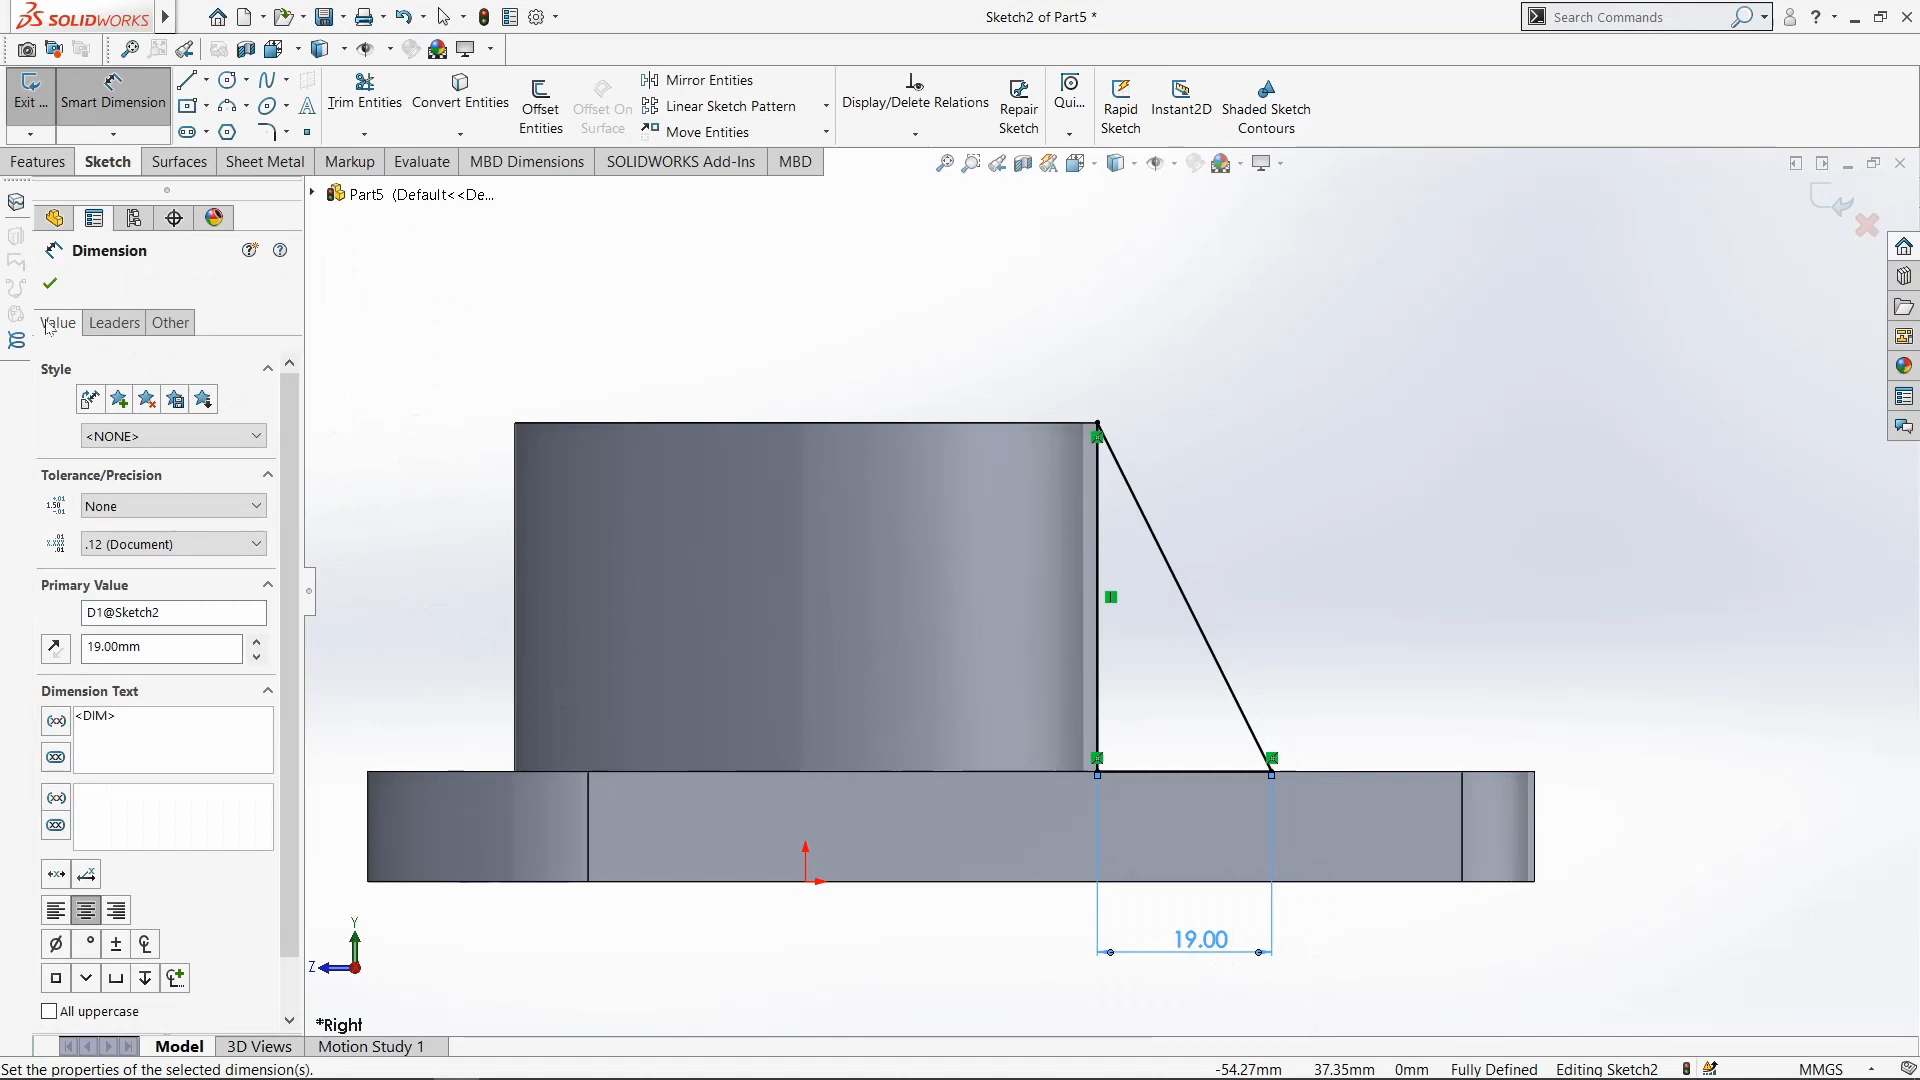 SOLIDWORKS
Sketch2 of Part5 *
Search Commands
Exit ...
Smart Dimension
Trim Entities
Convert Entities
Offset Entities
Offset On Surface
Mirror Entities
Linear Sketch Pattern
Move Entities
Display/Delete Relations
Repair Sketch
Qui...
Rapid Sketch
Instant2D
Shaded Sketch Contours
Features
Sketch
Surfaces
Sheet Metal
Markup
Evaluate
MBD Dimensions
SOLIDWORKS Add-Ins
MBD
Part5 (Default<<De...
Dimension
Value
Leaders
Other
Style
<NONE>
Tolerance/Precision
None
.12 (Document)
Primary Value
D1@Sketch2
19.00mm
Dimension Text
<DIM>
All uppercase
19.00
Y
Z
*Right
Model
3D Views
Motion Study 1
Set the properties of the selected dimension(s).
-54.27mm
37.35mm
0mm
Fully Defined
Editing Sketch2
MMGS